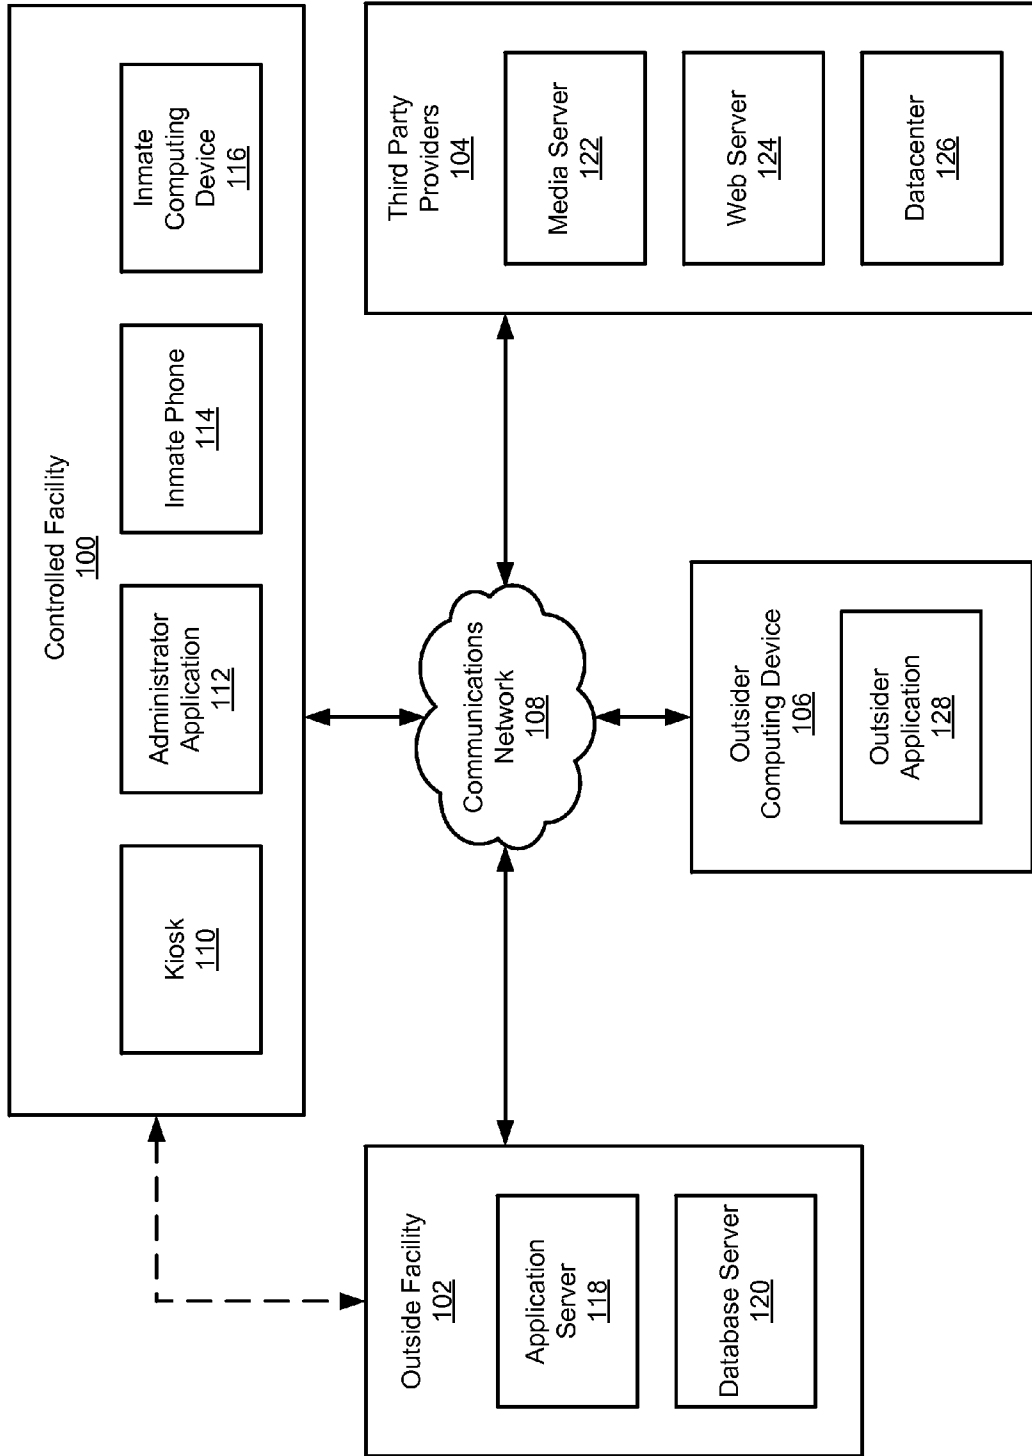 Controlled Facility
100
Kiosk
110
Administrator
Application
112
Inmate Phone
114
Inmate
Computing
Device
116
Outside Facility
102
Application
Server
118
Database Server
120
Communications
Network
108
Outsider
Computing Device
106
Outsider
Application
128
Third Party
Providers
104
Media Server
122
Web Server
124
Datacenter
126